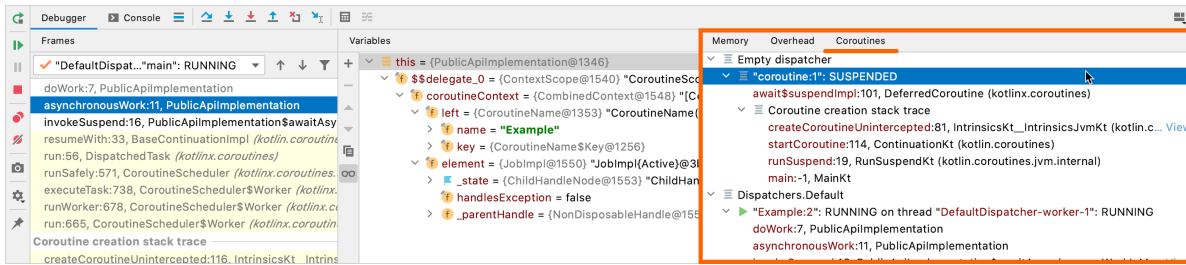 Debugger Console
Frames
"DefaultDispat..."main": RUNNING
doWork:7, PublicApiImplementation
asynchronousWork:11, PublicApiImplementation
invokeSuspend:16, PublicApiImplementation$awaitAsy
resumeWith:33, BaseContinuationImpl (kotlin.coroutine
run:56, DispatchedTask (kotlinx.coroutines)
runSafely:571, CoroutineScheduler (kotlinx.coroutines.
executeTask:738, CoroutineScheduler$Worker (kotlinx.
runWorker:678, CoroutineScheduler$Worker (kotlinx.co
run:665, CoroutineScheduler$Worker (kotlinx.coroutine
Coroutine creation stack trace
createCoroutineUnintercepted:116, IntrinsicsKt Intrins
Variables
this = {PublicApiImplementation@1346}
$$delegate_0 = {ContextScope@1540} "CoroutineSco
coroutineContext = {CombinedContext@1548} "[Co
left = {CoroutineName@1353} "CoroutineName(
name = "Example"
key = {CoroutineName$Key@1256}
element = {JobImpl@1550} "JobImpl{Active}@3
_state = {ChildHandleNode@1553} "ChildHan
handlesException = false
_parentHandle = {NonDisposableHandle@155
Memory Overhead Coroutines
Empty dispatcher
"coroutine:1": SUSPENDED
await$suspendImpl:101, DeferredCoroutine (kotlinx.coroutines)
Coroutine creation stack trace
createCoroutineUnintercepted:81, IntrinsicsKt__IntrinsicsJvmKt (kotlin.c... View
startCoroutine:114, ContinuationKt (kotlin.coroutines)
runSuspend:19, RunSuspendKt (kotlin.coroutines.jvm.internal)
main:-1, MainKt
Dispatchers.Default
"Example:2": RUNNING on thread "DefaultDispatcher-worker-1": RUNNING
doWork:7, PublicApiImplementation
asynchronousWork:11, PublicApiImplementation